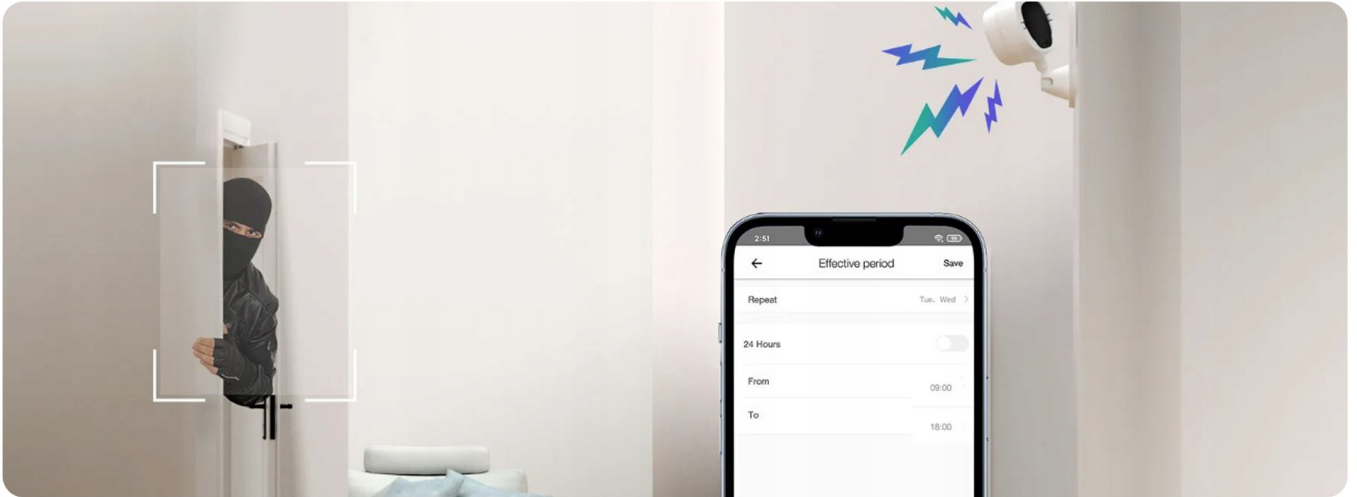 2:51
Effective period
Save
Repeat
Tue、Wed
24 Hours
From
09:00
To
18:00